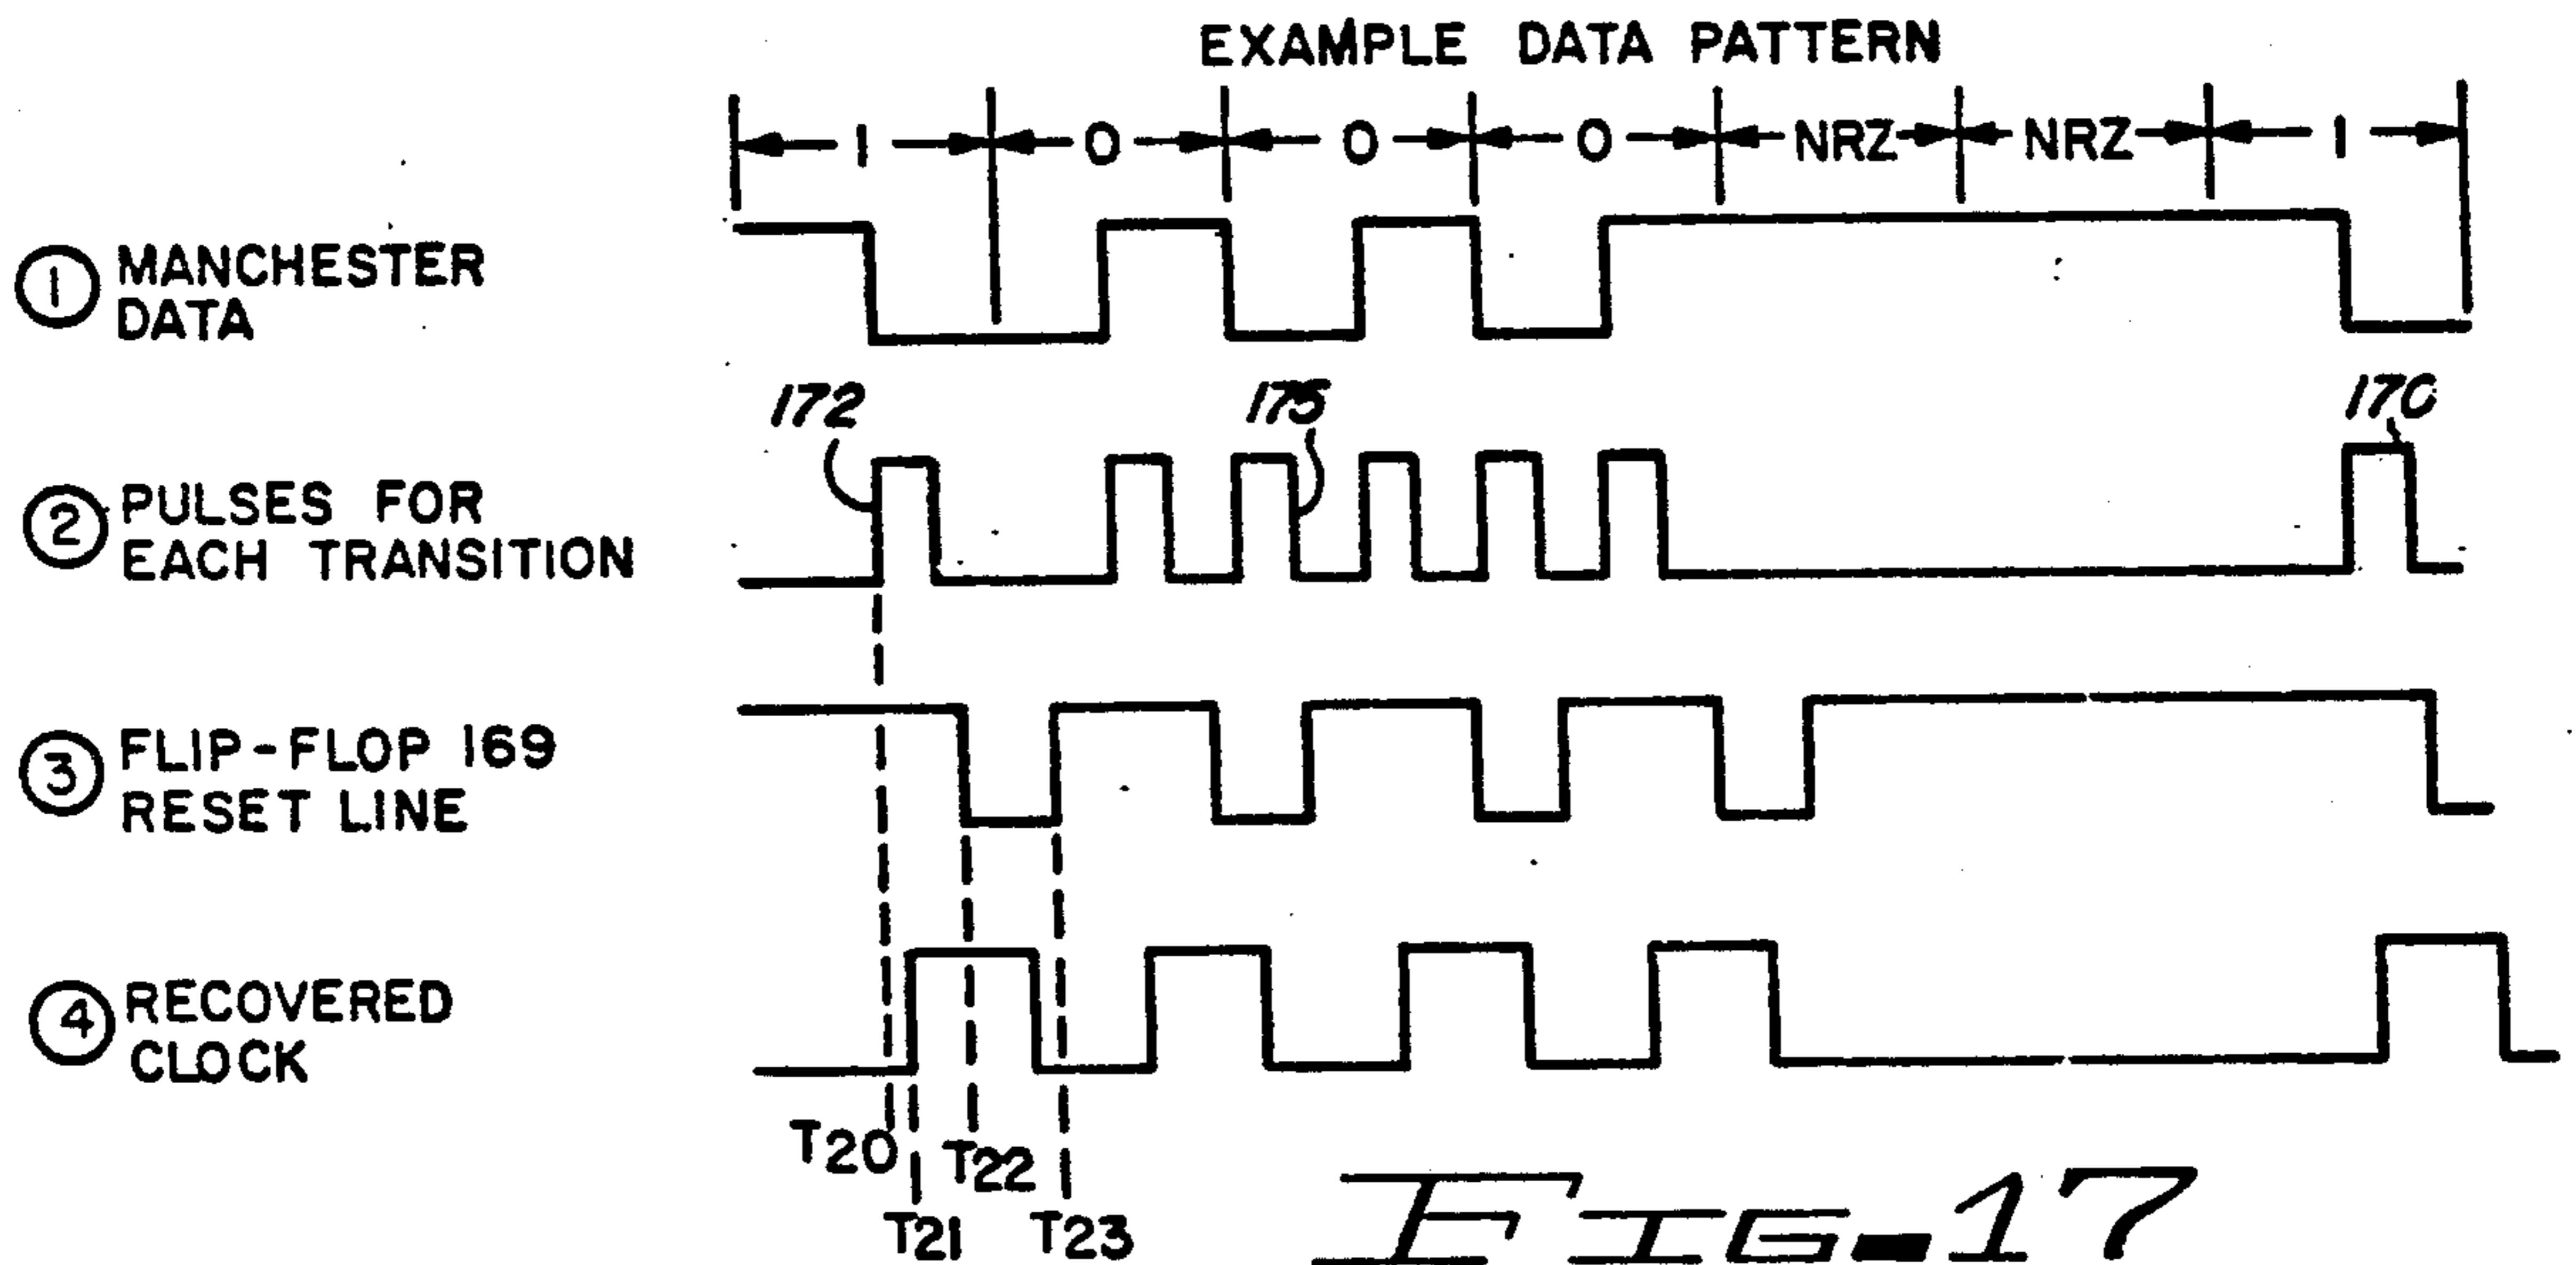 EXAMPLE DATA PATTERN
1 0 0 0 NRZ NRZ 1
1 MANCHESTER
DATA
172 175 170
2 PULSES FOR
EACH TRANSITION
3 FLIP-FLOP 169
RESET LINE
4 RECOVERED
CLOCK
T20 T22
T21 T23
FIG-17